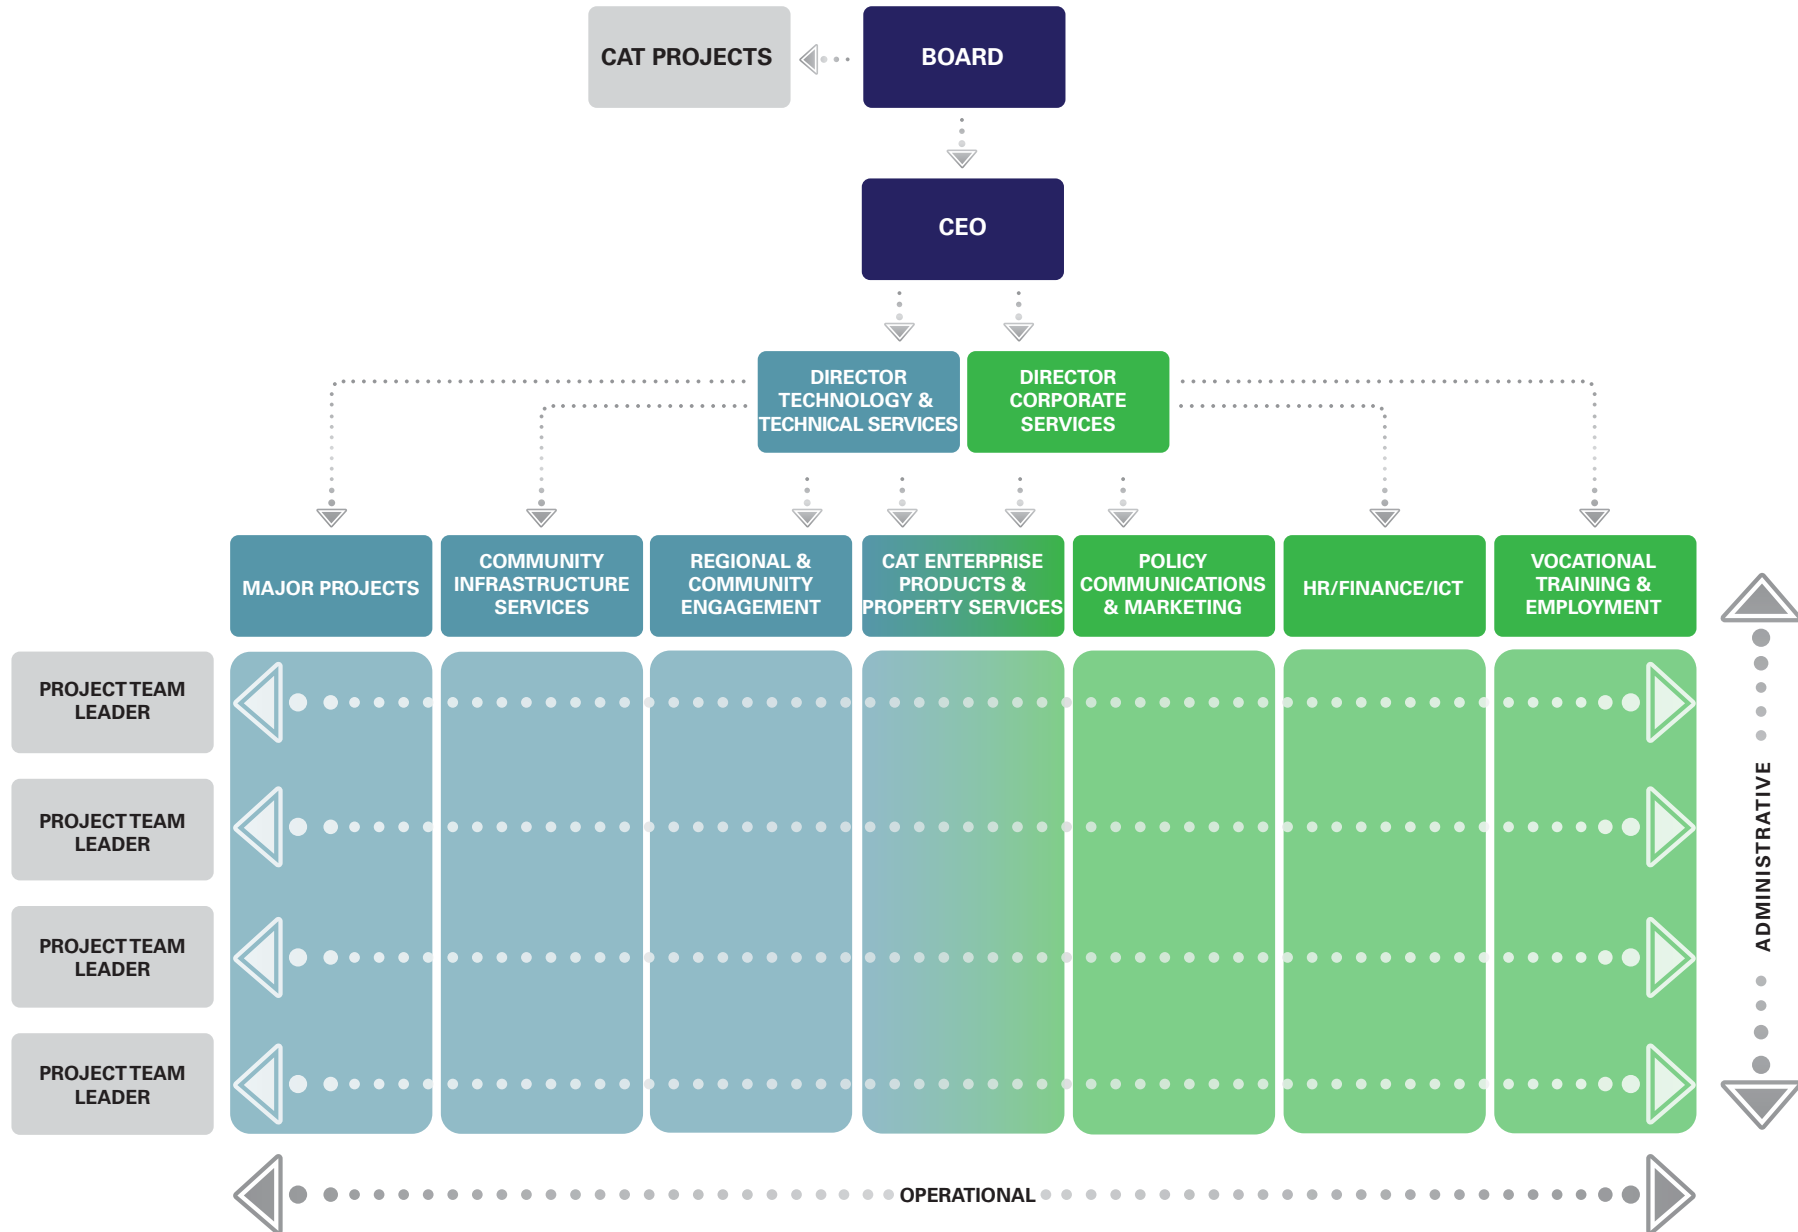 CAT PROJECTS
BOARD
CEO
DIRECTOR
TECHNOLOGY &
TECHNICAL SERVICES
DIRECTOR
CORPORATE
SERVICES
MAJOR PROJECTS
COMMUNITY
INFRASTRUCTURE
SERVICES
REGIONAL &
COMMUNITY
ENGAGEMENT
CAT ENTERPRISE
PRODUCTS &
PROPERTY SERVICES
POLICY
COMMUNICATIONS
& MARKETING
HR/FINANCE/ICT
VOCATIONAL
TRAINING &
EMPLOYMENT
PROJECT TEAM
LEADER
PROJECT TEAM
LEADER
PROJECT TEAM
LEADER
PROJECT TEAM
LEADER
ADMINISTRATIVE
OPERATIONAL